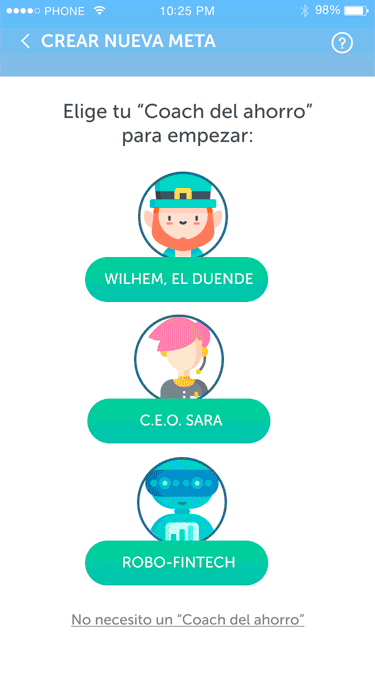 PHONE 10:25 PM 98%
CREAR NUEVA META ?
Elige tu “Coach del ahorro”
para empezar:
WILHEM, EL DUENDE
C.E.O. SARA
ROBO-FINTECH
No necesito un “Coach del ahorro”